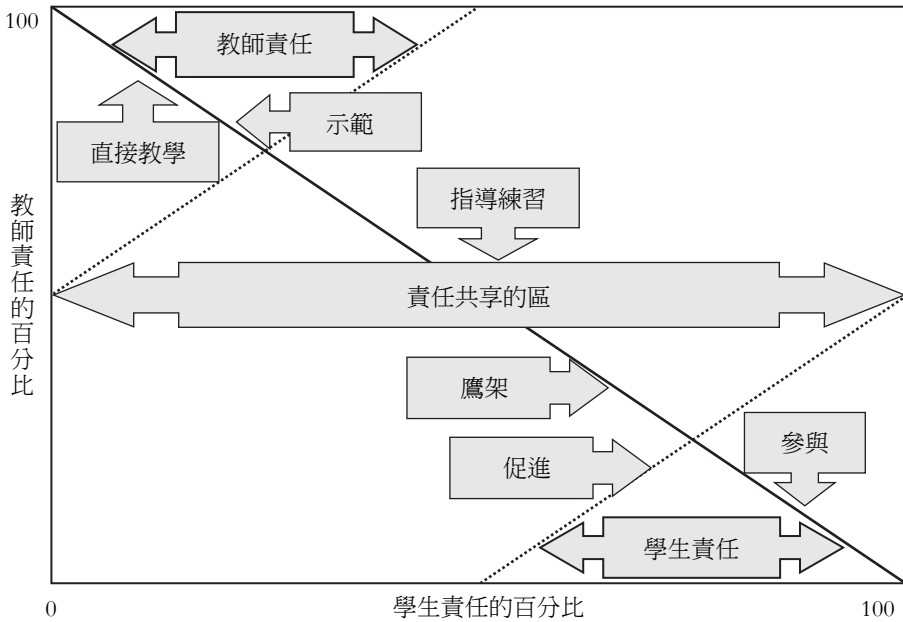 100
教師責任
示範
直接教學
指導練習
教師責任的百分比
責任共享的區
鷹架
參與
促進
學生責任
0
學生責任的百分比
100